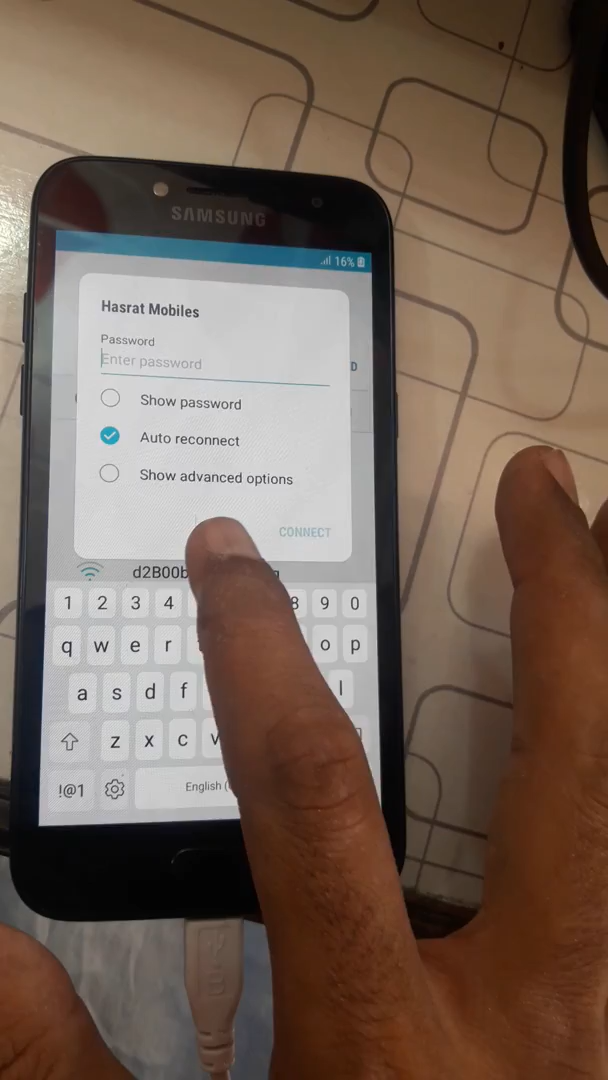 SAMSUNG
16%
Hasrat Mobiles
Password
Enter password
Show password
Auto reconnect
Show advanced options
CONNECT
1 2 3 4 8 9 0
q w e r o p
a s d f l
z x c v
!@1 English (